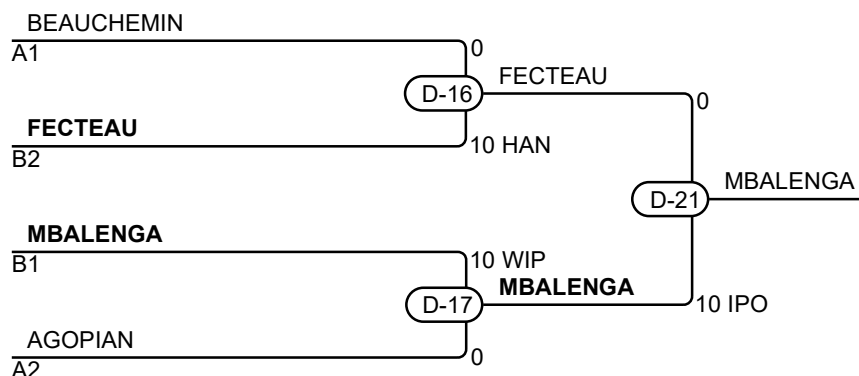 BEAUCHEMIN
A1
0
D-16
FECTEAU
0
FECTEAU
B2
10 HAN
D-21
MBALENGA
MBALENGA
B1
10 WIP
D-17
MBALENGA
10 IPO
AGOPIAN
A2
0